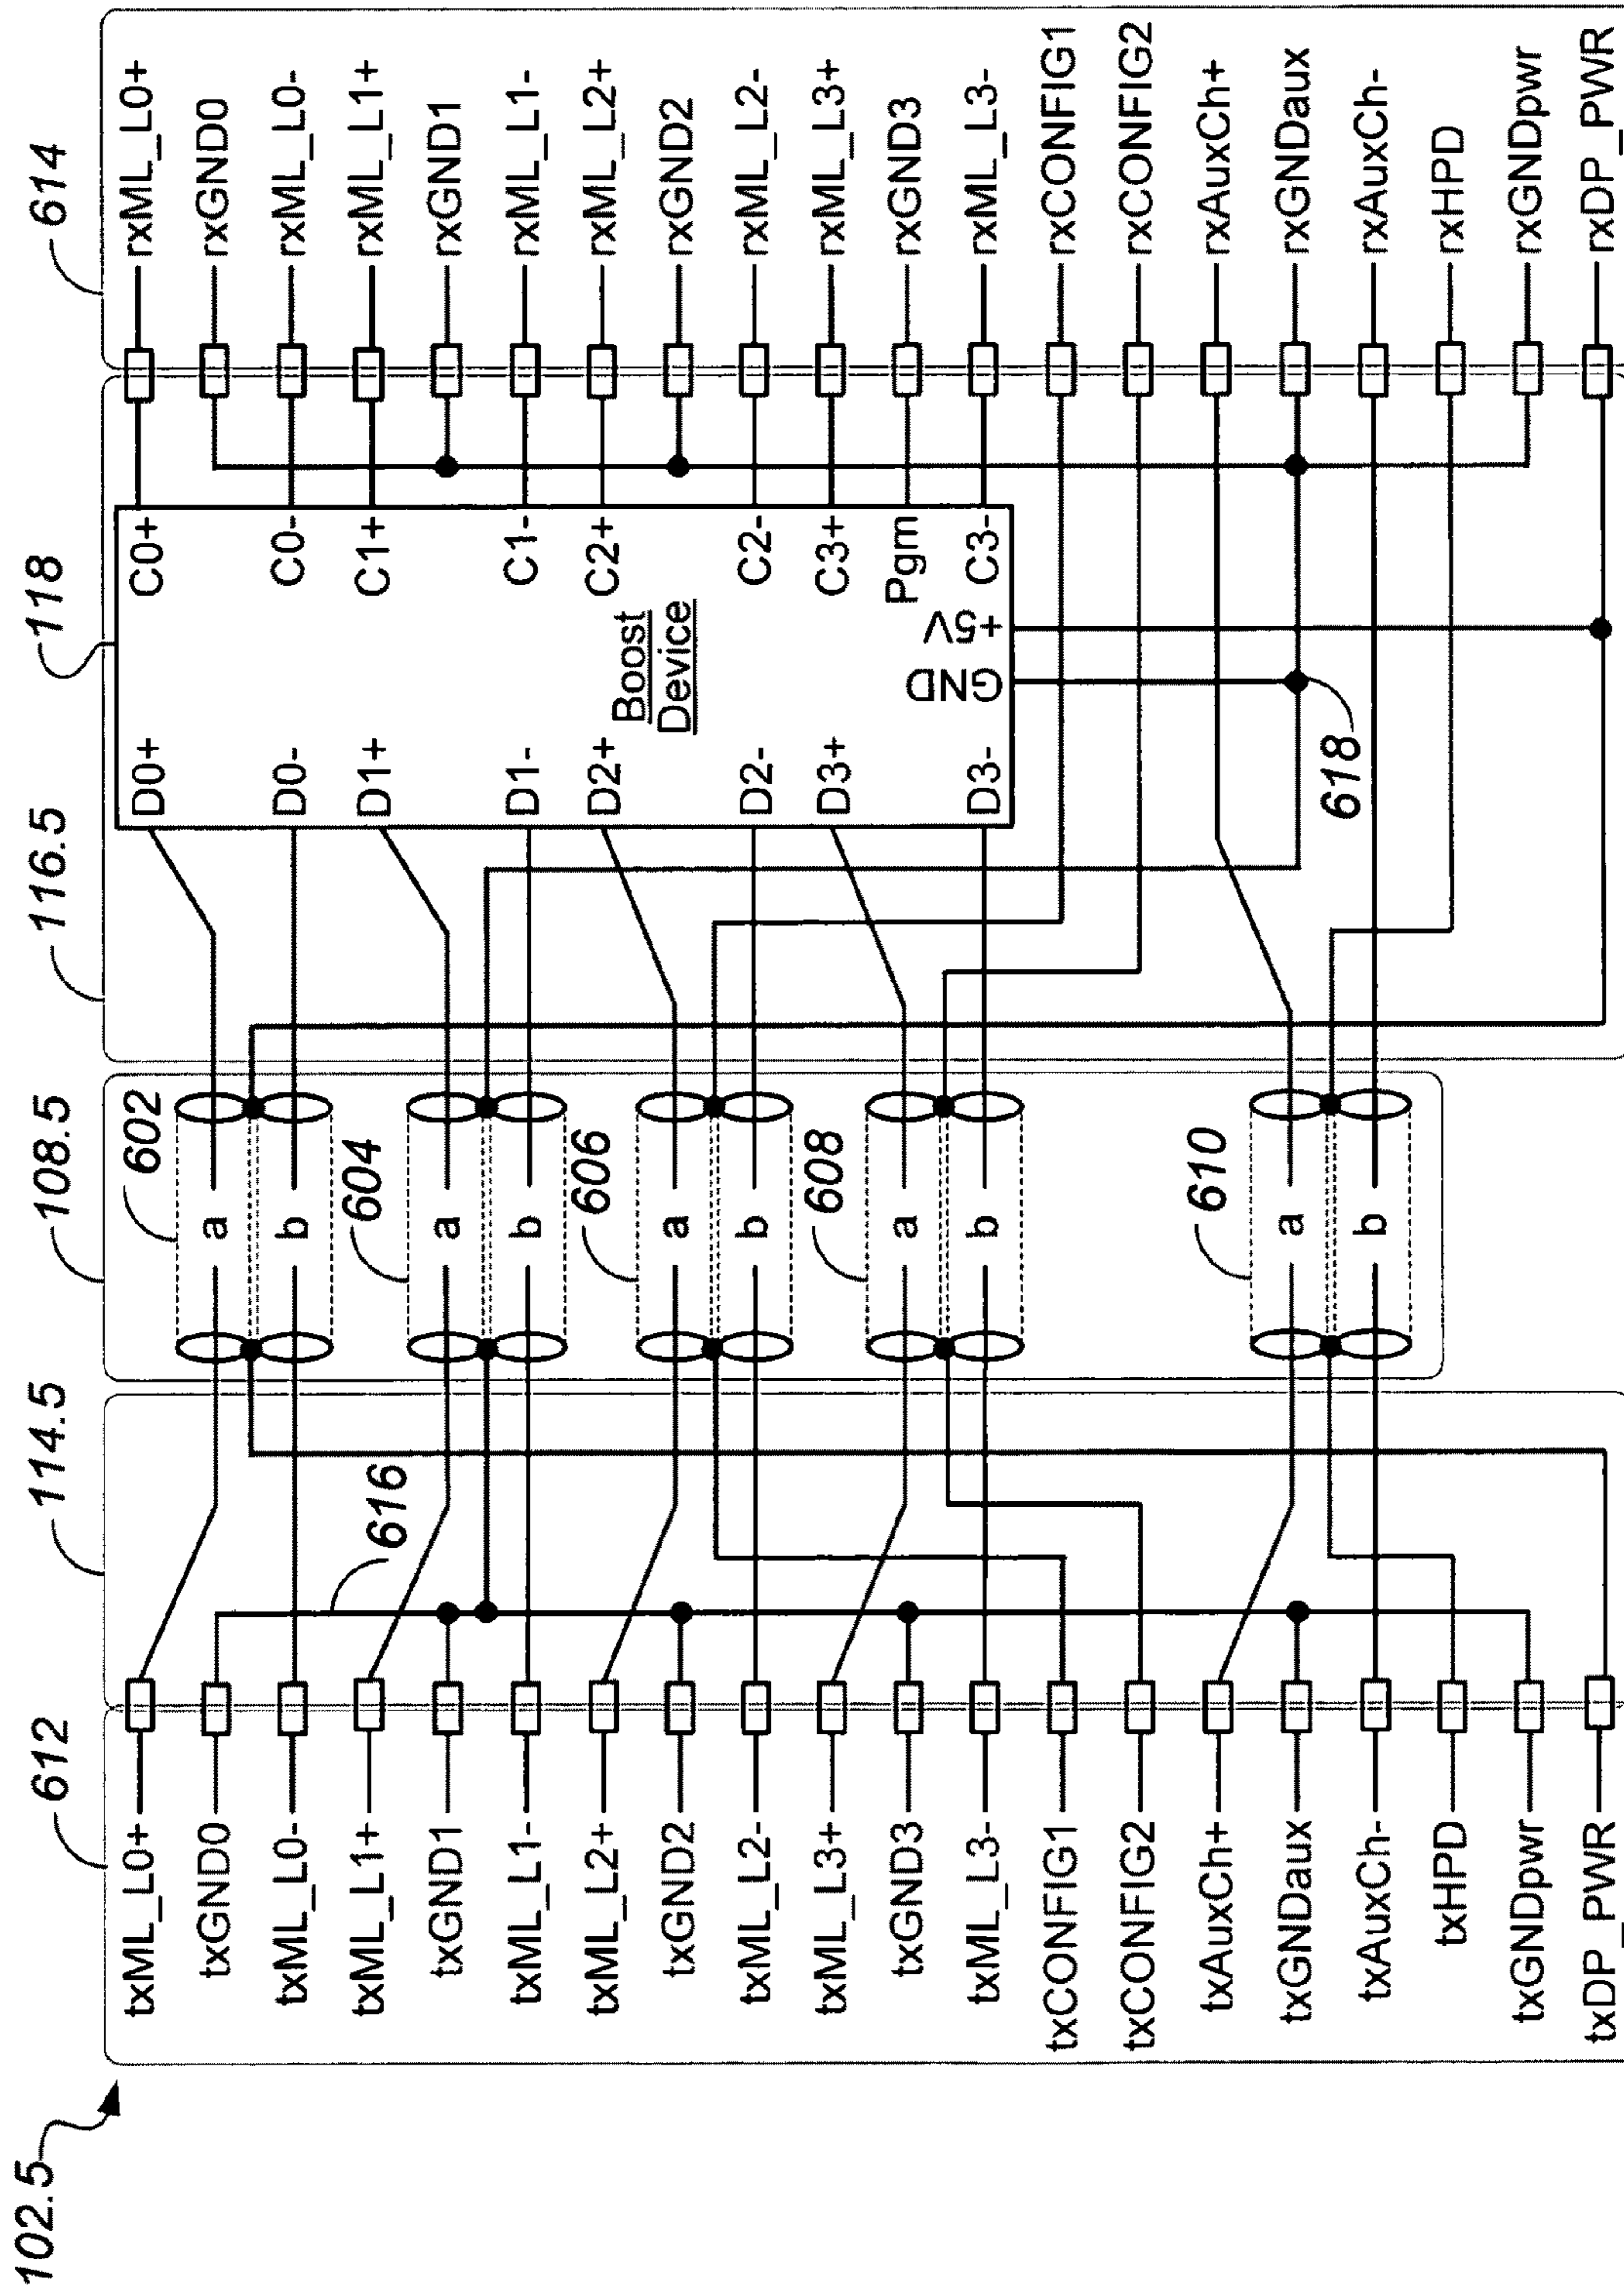 102.5
612
114.5
108.5
116.5
118
614
txML_L0+
txGND0
txML_L0-
txML_L1+
txGND1
txML_L1-
txML_L2+
txGND2
txML_L2-
txML_L3+
txGND3
txML_L3-
txCONFIG1
txCONFIG2
txAuxCh+
txGNDaux
txAuxCh-
txHPD
txGNDpwr
txDP_PWR
616
602
a
b
604
a
b
606
a
b
608
a
b
610
a
b
D0+
D0-
D1+
D1-
D2+
D2-
D3+
D3-
Boost
Device
GND
+5V
C0+
C0-
C1+
C1-
C2+
C2-
C3+
Pgm
C3-
618
rxML_L0+
rxGND0
rxML_L0-
rxML_L1+
rxGND1
rxML_L1-
rxML_L2+
rxGND2
rxML_L2-
rxML_L3+
rxGND3
rxML_L3-
rxCONFIG1
rxCONFIG2
rxAuxCh+
rxGNDaux
rxAuxCh-
rxHPD
rxGNDpwr
rxDP_PWR